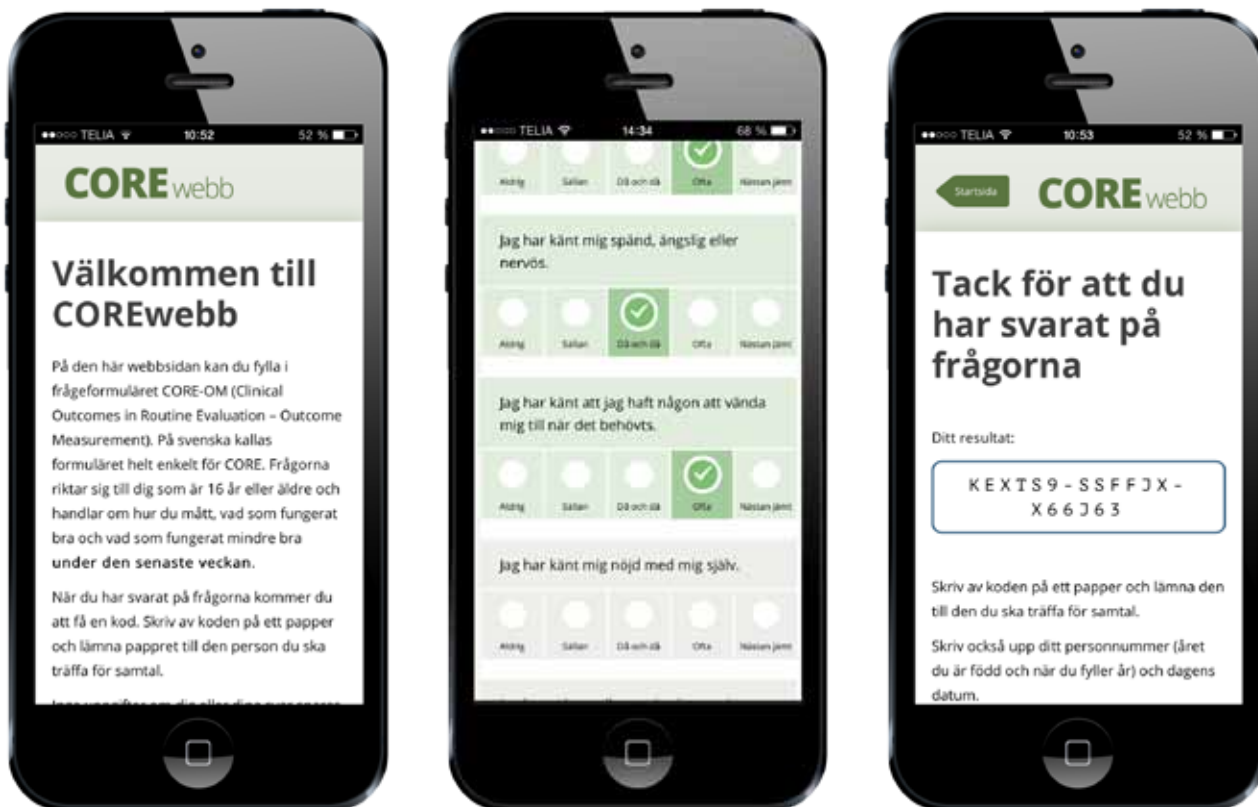 TELIA 10:52 52 %
CORE webb
Välkommen till
COREwebb
På den här webbsidan kan du fylla i
frågeformuläret CORE-OM (Clinical
Outcomes in Routine Evaluation – Outcome
Measurement). På svenska kallas
formuläret helt enkelt för CORE. Frågorna
riktar sig till dig som är 16 år eller äldre och
handlar om hur du mått, vad som fungerat
bra och vad som fungerat mindre bra
under den senaste veckan.
När du har svarat på frågorna kommer du
att få en kod. Skriv av koden på ett papper
och lämna pappret till den person du ska
träffa för samtal.
TELIA 14:34 68 %
Aldrig Sällan Då och då Ofta Nästan jämt
Jag har känt mig spänd, ängslig eller
nervös.
Aldrig Sällan Då och då Ofta Nästan jämt
Jag har känt att jag haft någon att vända
mig till när det behövts.
Aldrig Sällan Då och då Ofta Nästan jämt
Jag har känt mig nöjd med mig själv.
Aldrig Sällan Då och då Ofta Nästan jämt
TELIA 10:53 52 %
Startsida
CORE webb
Tack för att du
har svarat på
frågorna
Ditt resultat:
KEXTS9-SSFFJX-
X66J63
Skriv av koden på ett papper och lämna den
till den du ska träffa för samtal.
Skriv också upp ditt personnummer (året
du är född och när du fyller år) och dagens
datum.